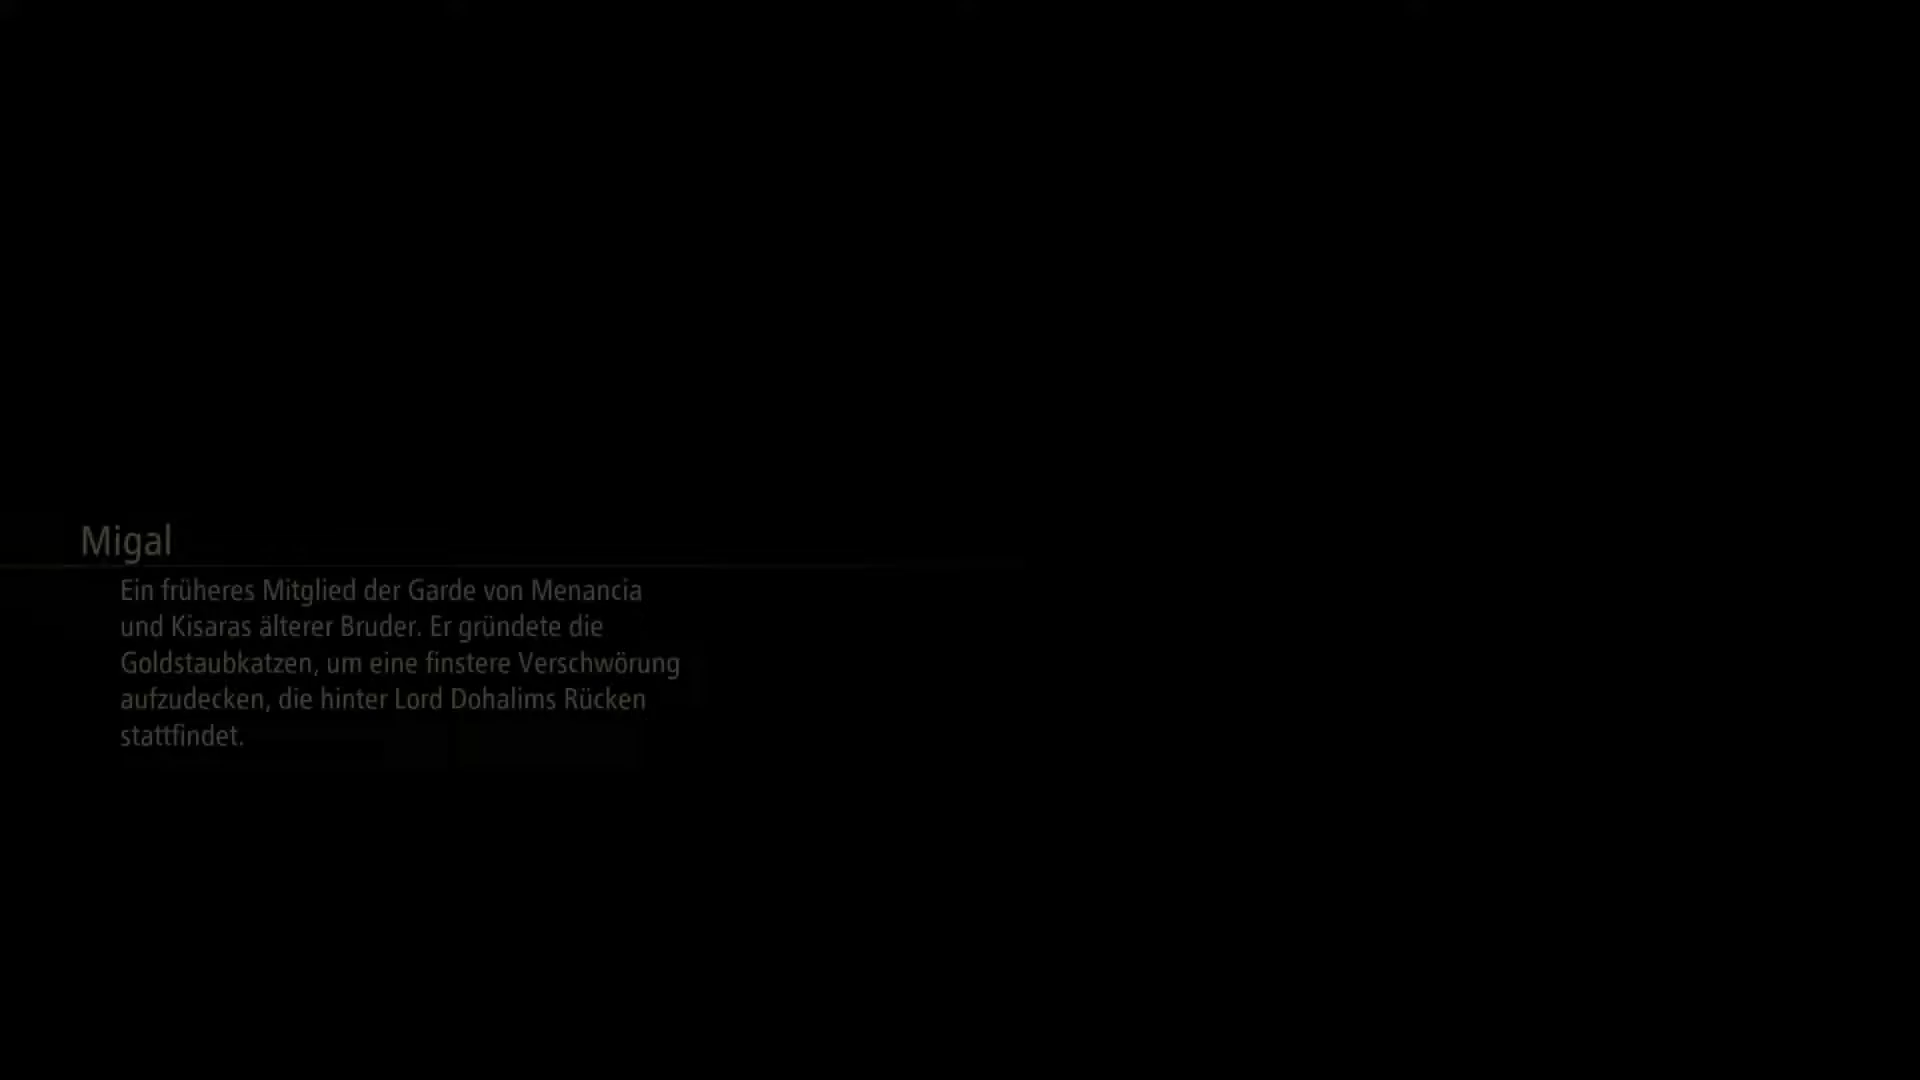 Migal
Ein früheres Mitglied der Garde von Menancia
und Kisaras älterer Bruder. Er gründete die
Goldstaubkatzen, um eine finstere Verschwörung
aufzudecken, die hinter Lord Dohalims Rücken
stattfindet.